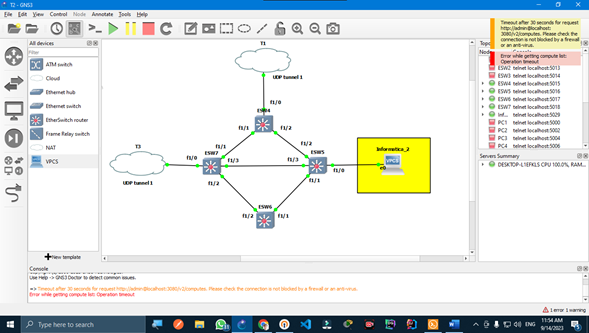 T2 - GNS3
File Edit View Control Node Annotate Tools Help
All devices
Filter
ATM switch
Cloud
Ethernet hub
Ethernet switch
EtherSwitch router
Frame Relay switch
NAT
VPCS
New template
T1
UDP tunnel 1
f1/0
ESW4
f1/1
f1/2
T3
ESW7
f1/1
f1/2
ESW5
Informatica_2
f1/0
f1/3
f1/3
VPCS
e0
UDP tunnel 1
f1/2
f1/1
f1/0
ESW6
f1/2
f1/1
Timeout after 30 seconds for request
http://admin@localhost:
3080/v2/computes. Please check the
connection is not blocked by a firewall
or an anti-virus.
Error while getting compute list:
Operation timeout
ESW2 telnet localhost:5013
ESW3 telnet localhost:5014
ESW4 telnet localhost:5015
ESW5 telnet localhost:5016
ESW6 telnet localhost:5017
ESW7 telnet localhost:5018
Inf... telnet localhost:5029
PC1 telnet localhost:5000
PC2 telnet localhost:5002
PC3 telnet localhost:5004
PC4 telnet localhost:5006
Servers Summary
DESKTOP-L1EFKLS CPU 100.0%, RAM...
Console
Use Help -> GNS3 Doctor to detect common issues.
=> Timeout after 30 seconds for request http://admin@localhost:3080/v2/computes. Please check the connection is not blocked by a firewall or an anti-virus.
Error while getting compute list: Operation timeout
1 error 1 warning
Type here to search
ENG
11:54 AM
9/14/2023